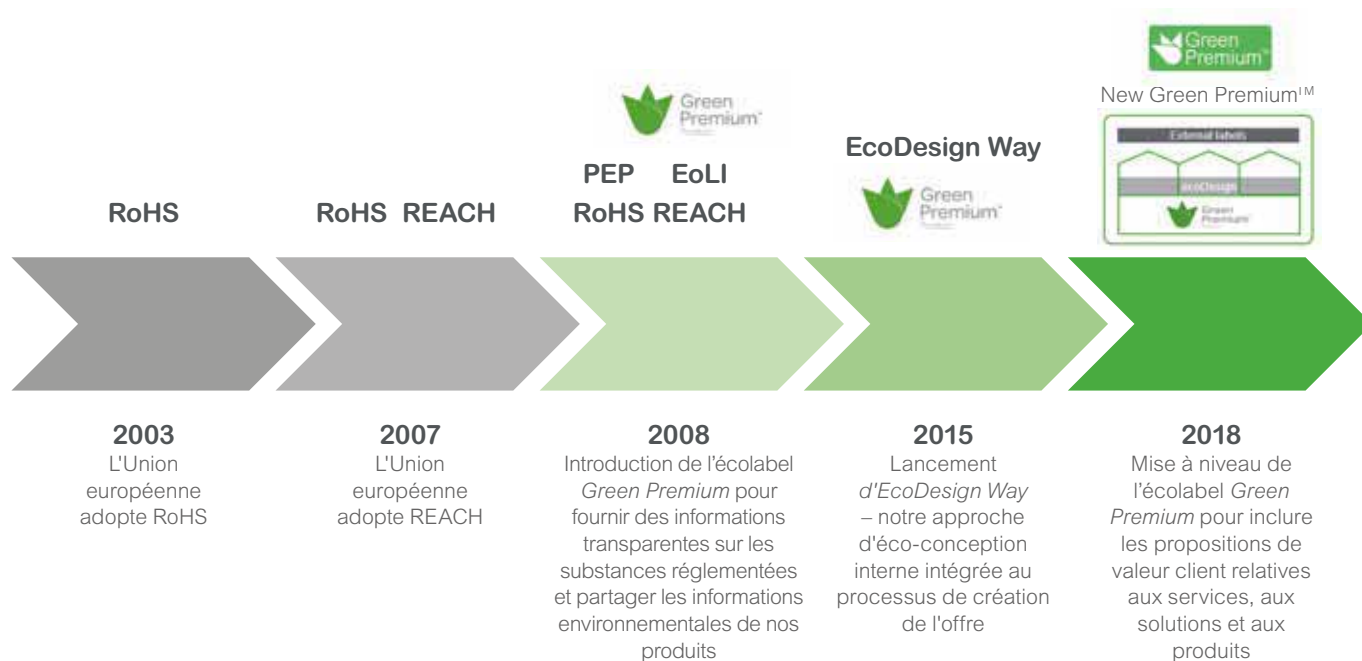 RoHS
RoHS REACH
Green
Premium™
PEP EoLI
RoHS REACH
EcoDesign Way
Green
Premium™
Green
Premium™
New Green Premium™
External labels
ecoDesign
Green
Premium™
2003
L'Union
européenne
adopte RoHS
2007
L'Union
européenne
adopte REACH
2008
Introduction de l’écolabel
Green Premium pour
fournir des informations
transparentes sur les
substances réglementées
et partager les informations
environnementales de nos
produits
2015
Lancement
d'EcoDesign Way
– notre approche
d'éco-conception
interne intégrée au
processus de création
de l'offre
2018
Mise à niveau de
l’écolabel Green
Premium pour inclure
les propositions de
valeur client relatives
aux services, aux
solutions et aux
produits